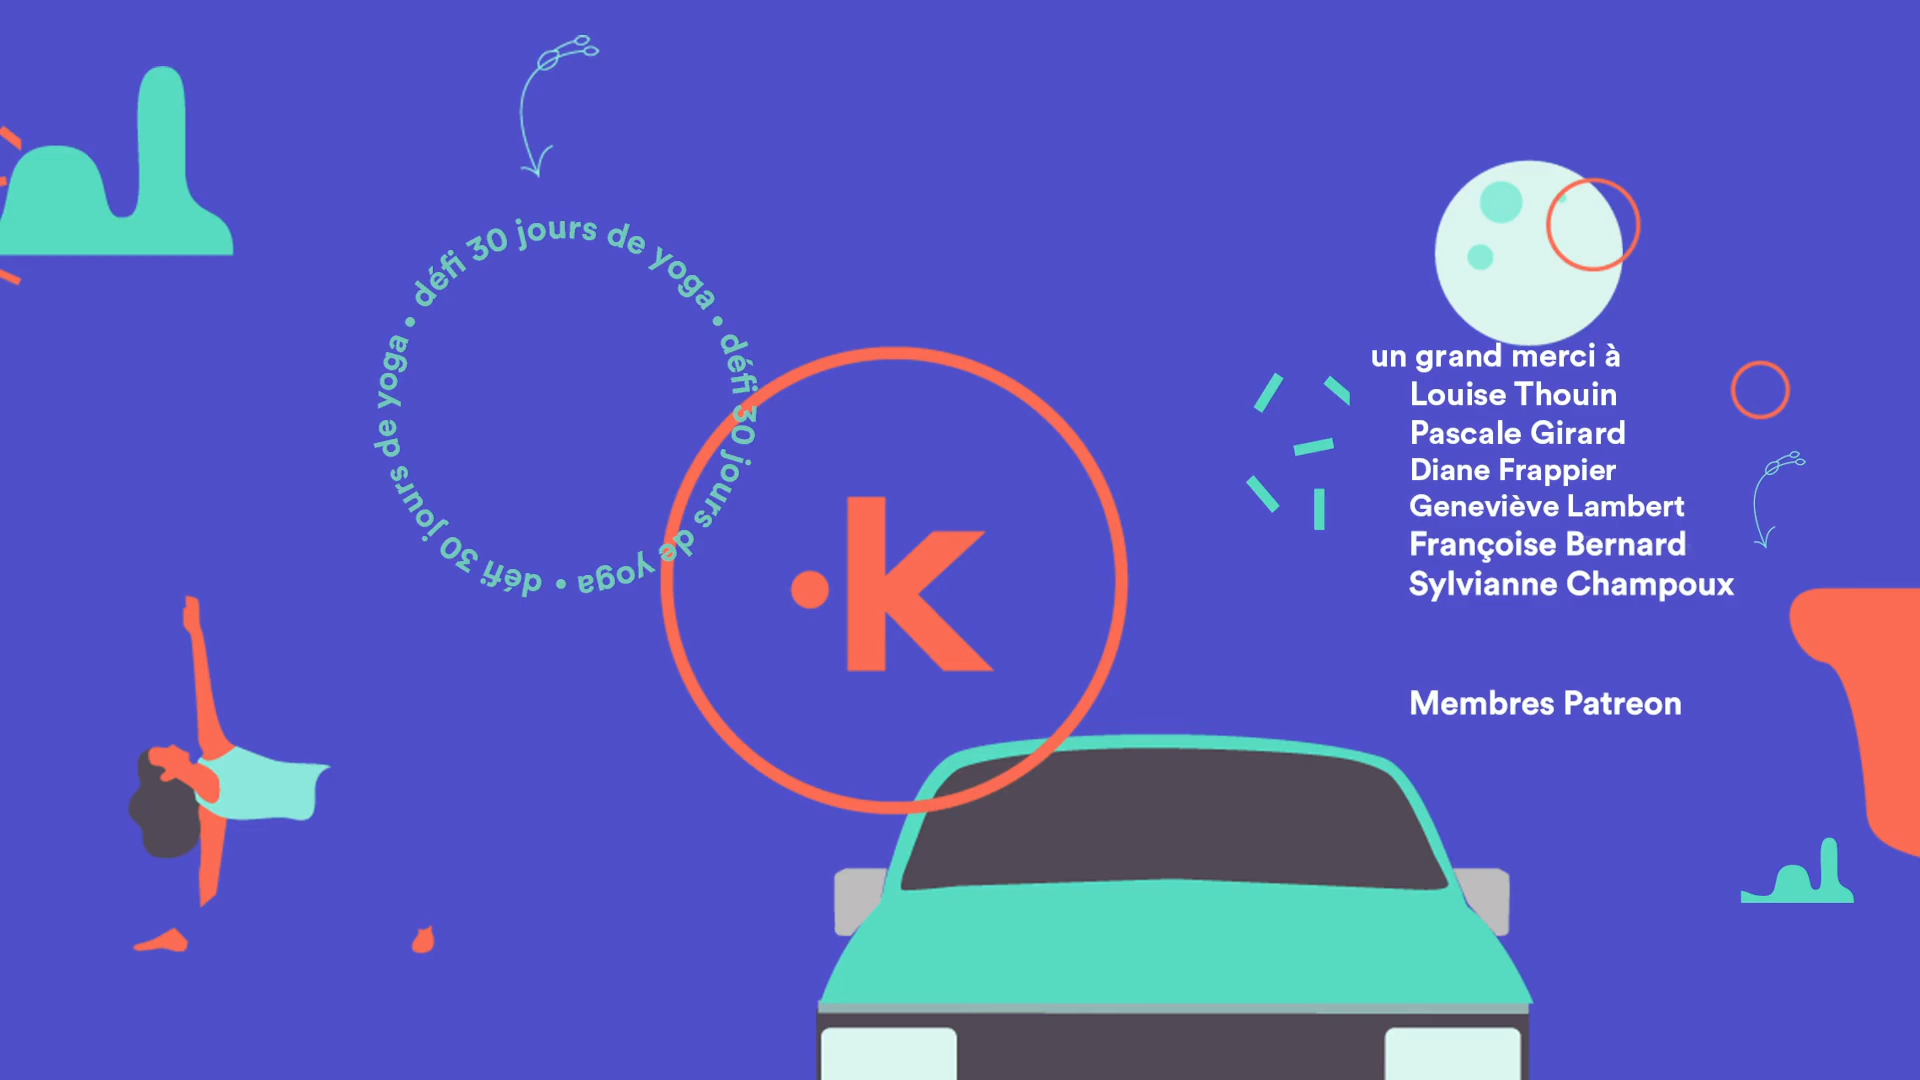 défi 30 jours de yoga • défi 30 jours de yoga • défi 30 jours de yoga •
•k
un grand merci à
Louise Thouin
Pascale Girard
Diane Frappier
Geneviève Lambert
Françoise Bernard
Sylvianne Champoux
Membres Patreon